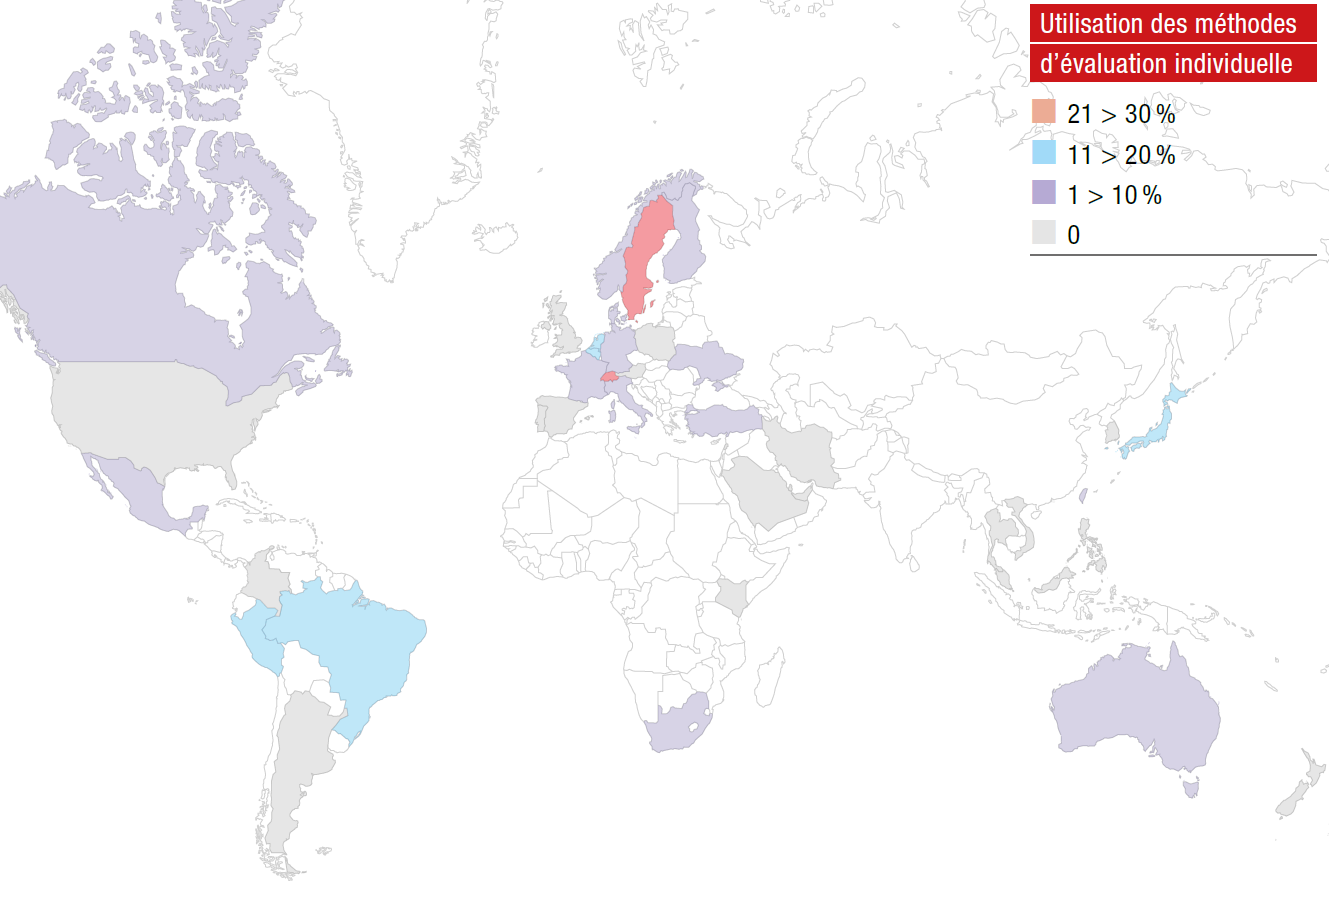 Utilisation des méthodes
d’évaluation individuelle
21 > 30 %
11 > 20 %
1 > 10 %
0